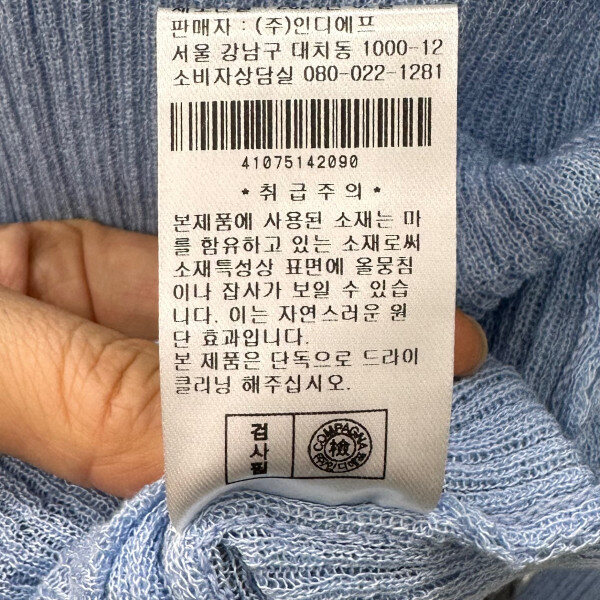 판매자 : (주)인디에프
서울 강남구 대치동 1000-12
소비자상담실 080-022-1281
41075142090
* 취급주의 *
본제품에 사용된 소재는 마
를 함유하고 있는 소재로써
소재특성상 표면에 올뭉침
이나 잡사가 보일 수 있습
니다. 이는 자연스러운 원
단 효과입니다.
본 제품은 단독으로 드라이
클리닝 해주십시오.
검사필
COMPAGNA
檢
(주)인디에프